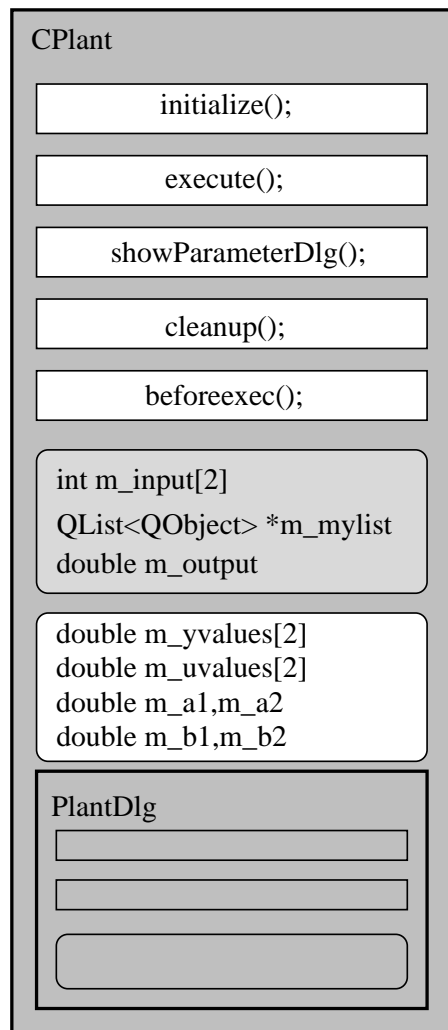 CPlant
initialize();
execute();
showParameterDlg();
cleanup();
beforeexec();
int m_input[2]
QList<QObject> *m_mylist
double m_output
double m_yvalues[2]
double m_uvalues[2]
double m_a1,m_a2
double m_b1,m_b2
PlantDlg